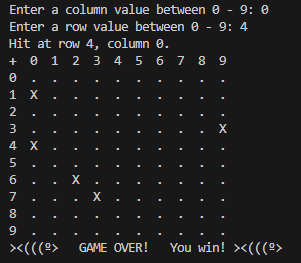 Enter a column value between 0 - 9: 0
Enter a row value between 0 - 9: 4
Hit at row 4, column 0.
+ 0 1 2 3 4 5 6 7 8 9
0 . . . . . . . . . .
1 X . . . . . . . . .
2 . . . . . . . . . .
3 . . . . . . . . . X
4 X . . . . . . . . .
5 . . . . . . . . . .
6 . . X . . . . . . .
7 . . . X . . . . . .
8 . . . . . . . . . .
9 . . . . . . . . . .
><(((º>   GAME OVER!   You win! ><(((º>